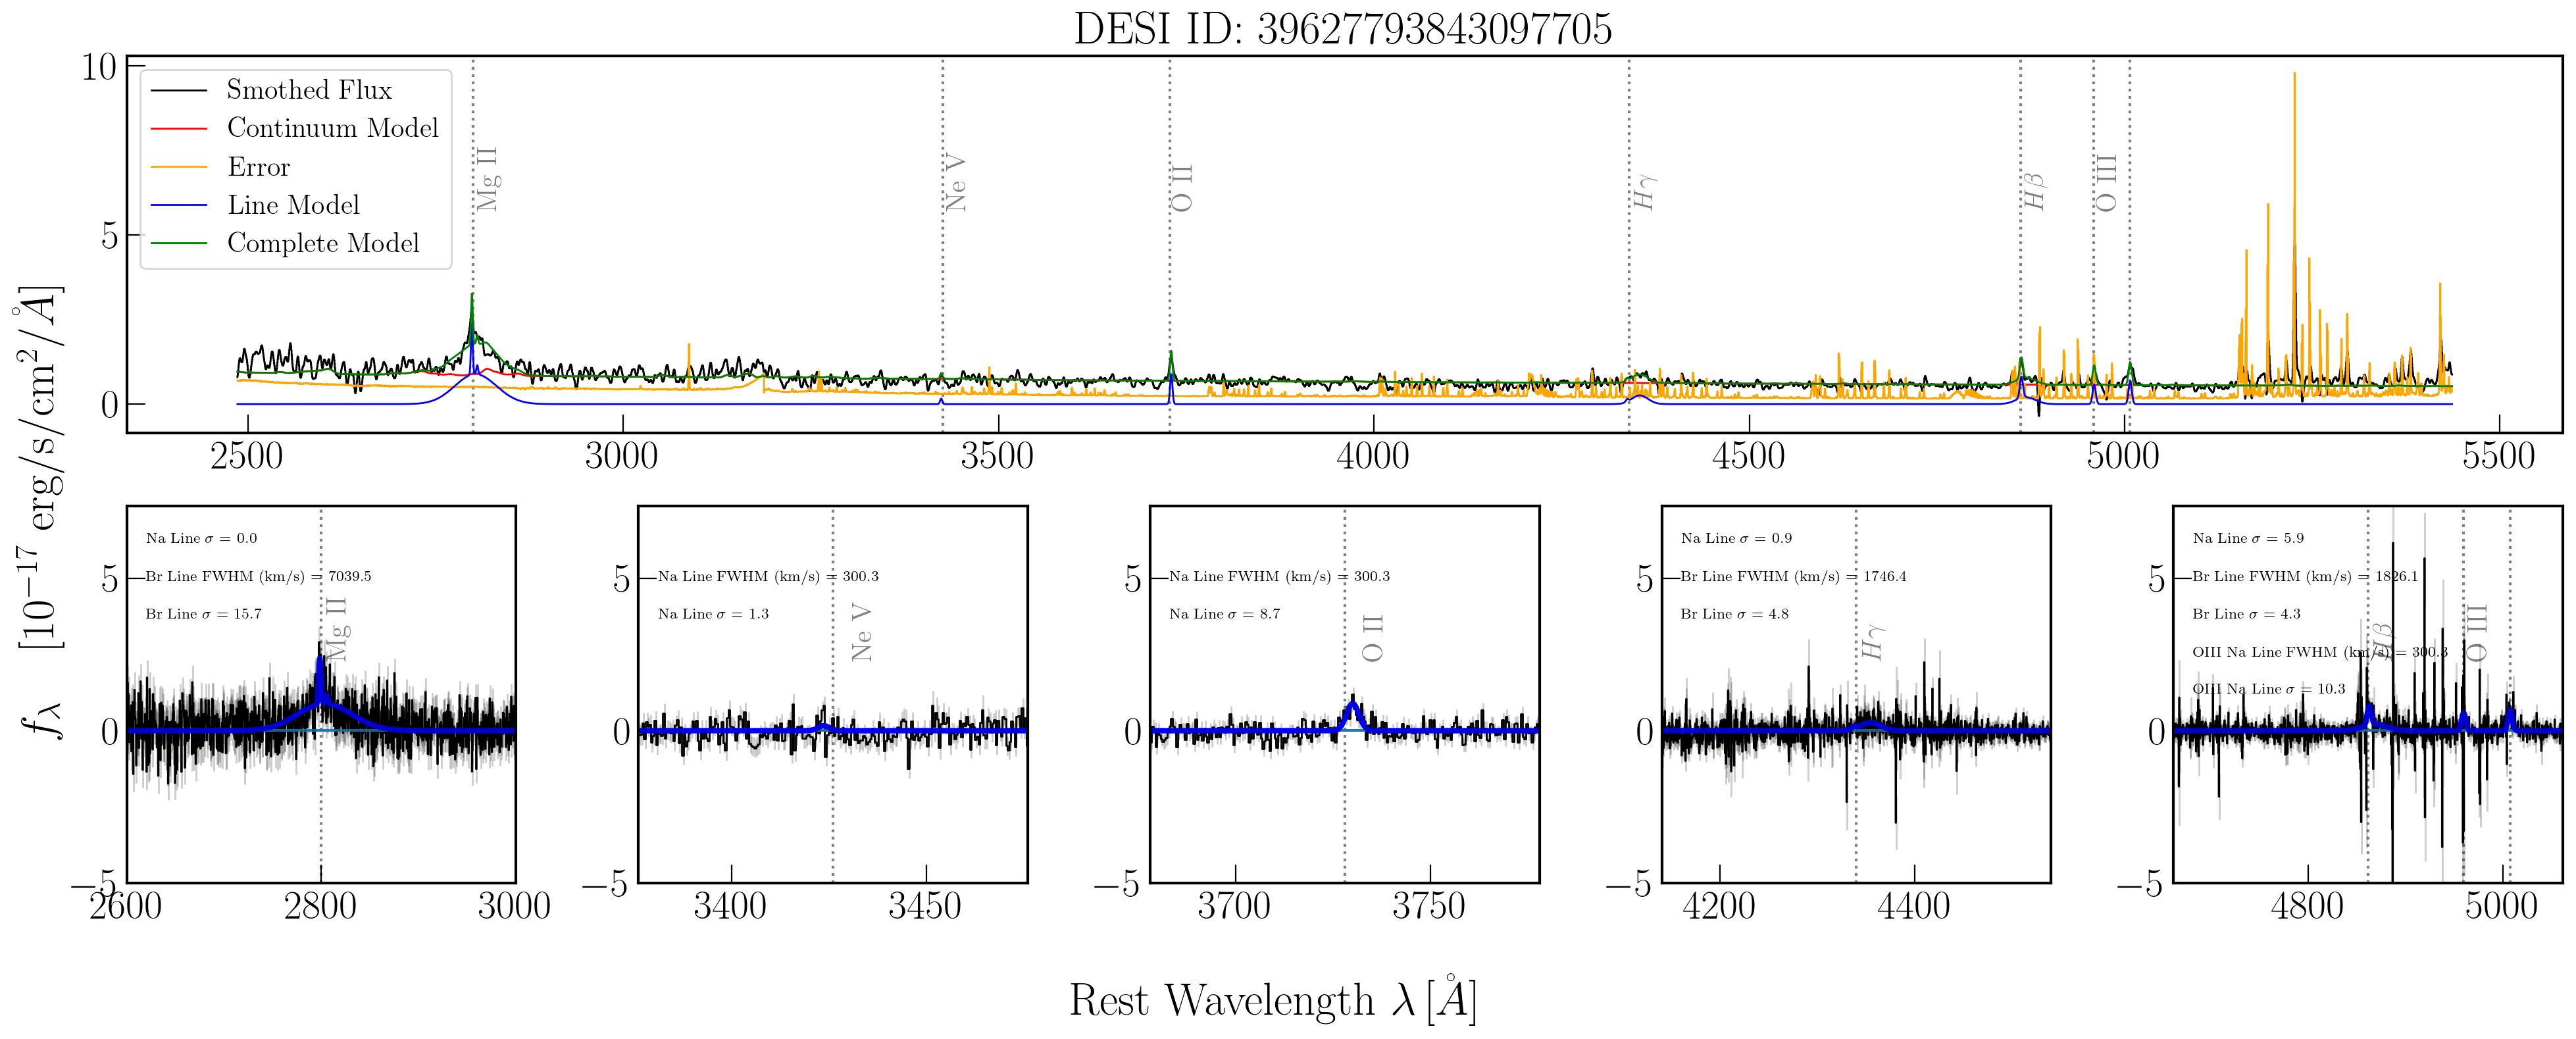 DESI ID: 39627793843097705
10
5
0
Smothed Flux
Continuum Model
Error
Line Model
Complete Model
Mg II
Ne V
O II
Hγ
Hβ
O III
2500
3000
3500
4000
4500
5000
5500
fλ [10⁻¹⁷ erg/s/cm²/Å]
5
0
−5
Na Line σ = 0.0
Br Line FWHM (km/s) = 7039.5
Br Line σ = 15.7
Mg II
2600
2800
3000
5
0
−5
Na Line FWHM (km/s) = 300.3
Na Line σ = 1.3
Ne V
3400
3450
5
0
−5
Na Line FWHM (km/s) = 300.3
Na Line σ = 8.7
O II
3700
3750
5
0
−5
Na Line σ = 0.9
Br Line FWHM (km/s) = 1746.4
Br Line σ = 4.8
Hγ
4200
4400
5
0
−5
Na Line σ = 5.9
Br Line FWHM (km/s) = 1826.1
Br Line σ = 4.3
OIII Na Line FWHM (km/s) = 300.3
OIII Na Line σ = 10.3
Hβ
O III
4800
5000
Rest Wavelength λ [Å]